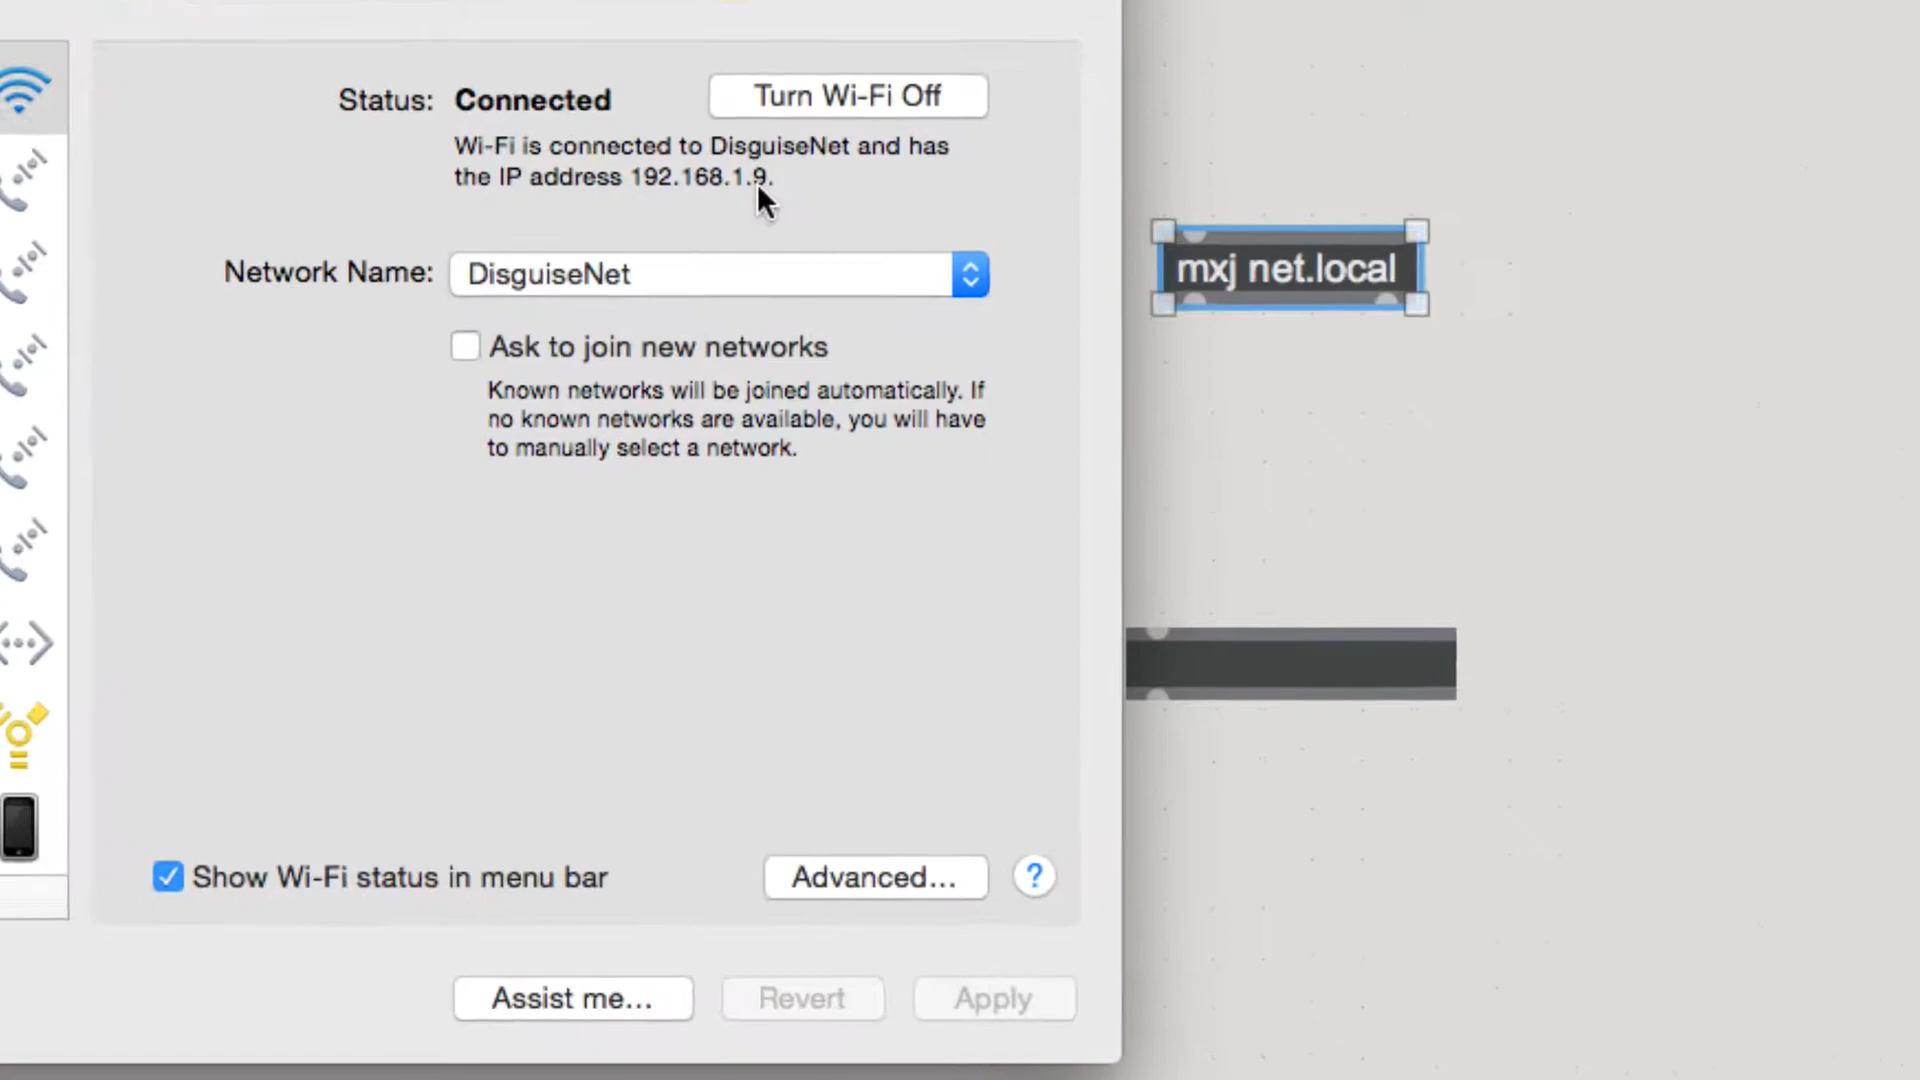 Status: Connected
Turn Wi-Fi Off
Wi-Fi is connected to DisguiseNet and has
the IP address 192.168.1.9.
Network Name: DisguiseNet
Ask to join new networks
Known networks will be joined automatically. If
no known networks are available, you will have
to manually select a network.
Show Wi-Fi status in menu bar
Advanced...
?
Assist me...
Revert
Apply
mxj net.local